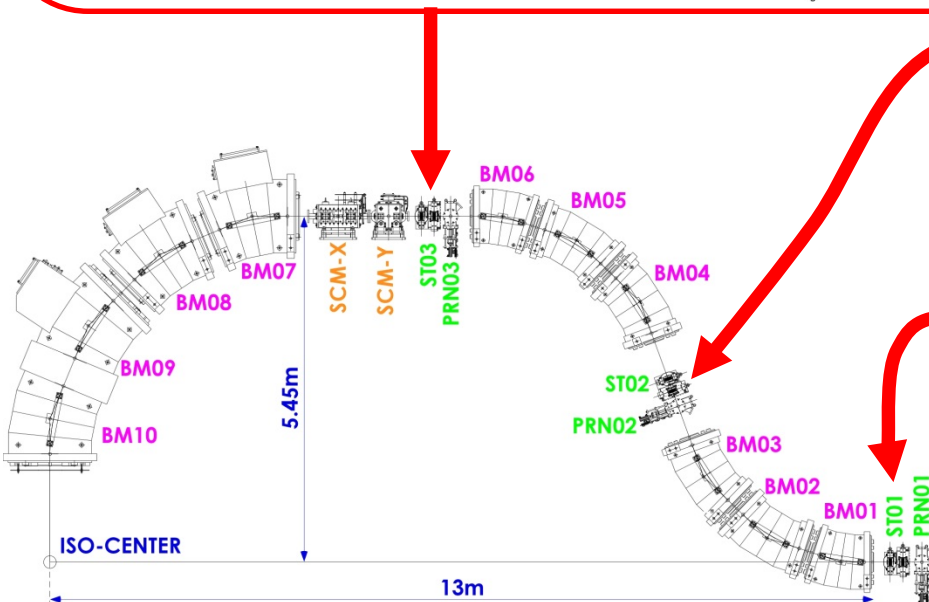 BM06
BM05
BM04
BM07
BM08
BM09
BM10
SCM-X
SCM-Y
ST03
PRN03
ST02
PRN02
BM03
BM02
BM01
ST01
PRN01
5.45m
ISO-CENTER
13m